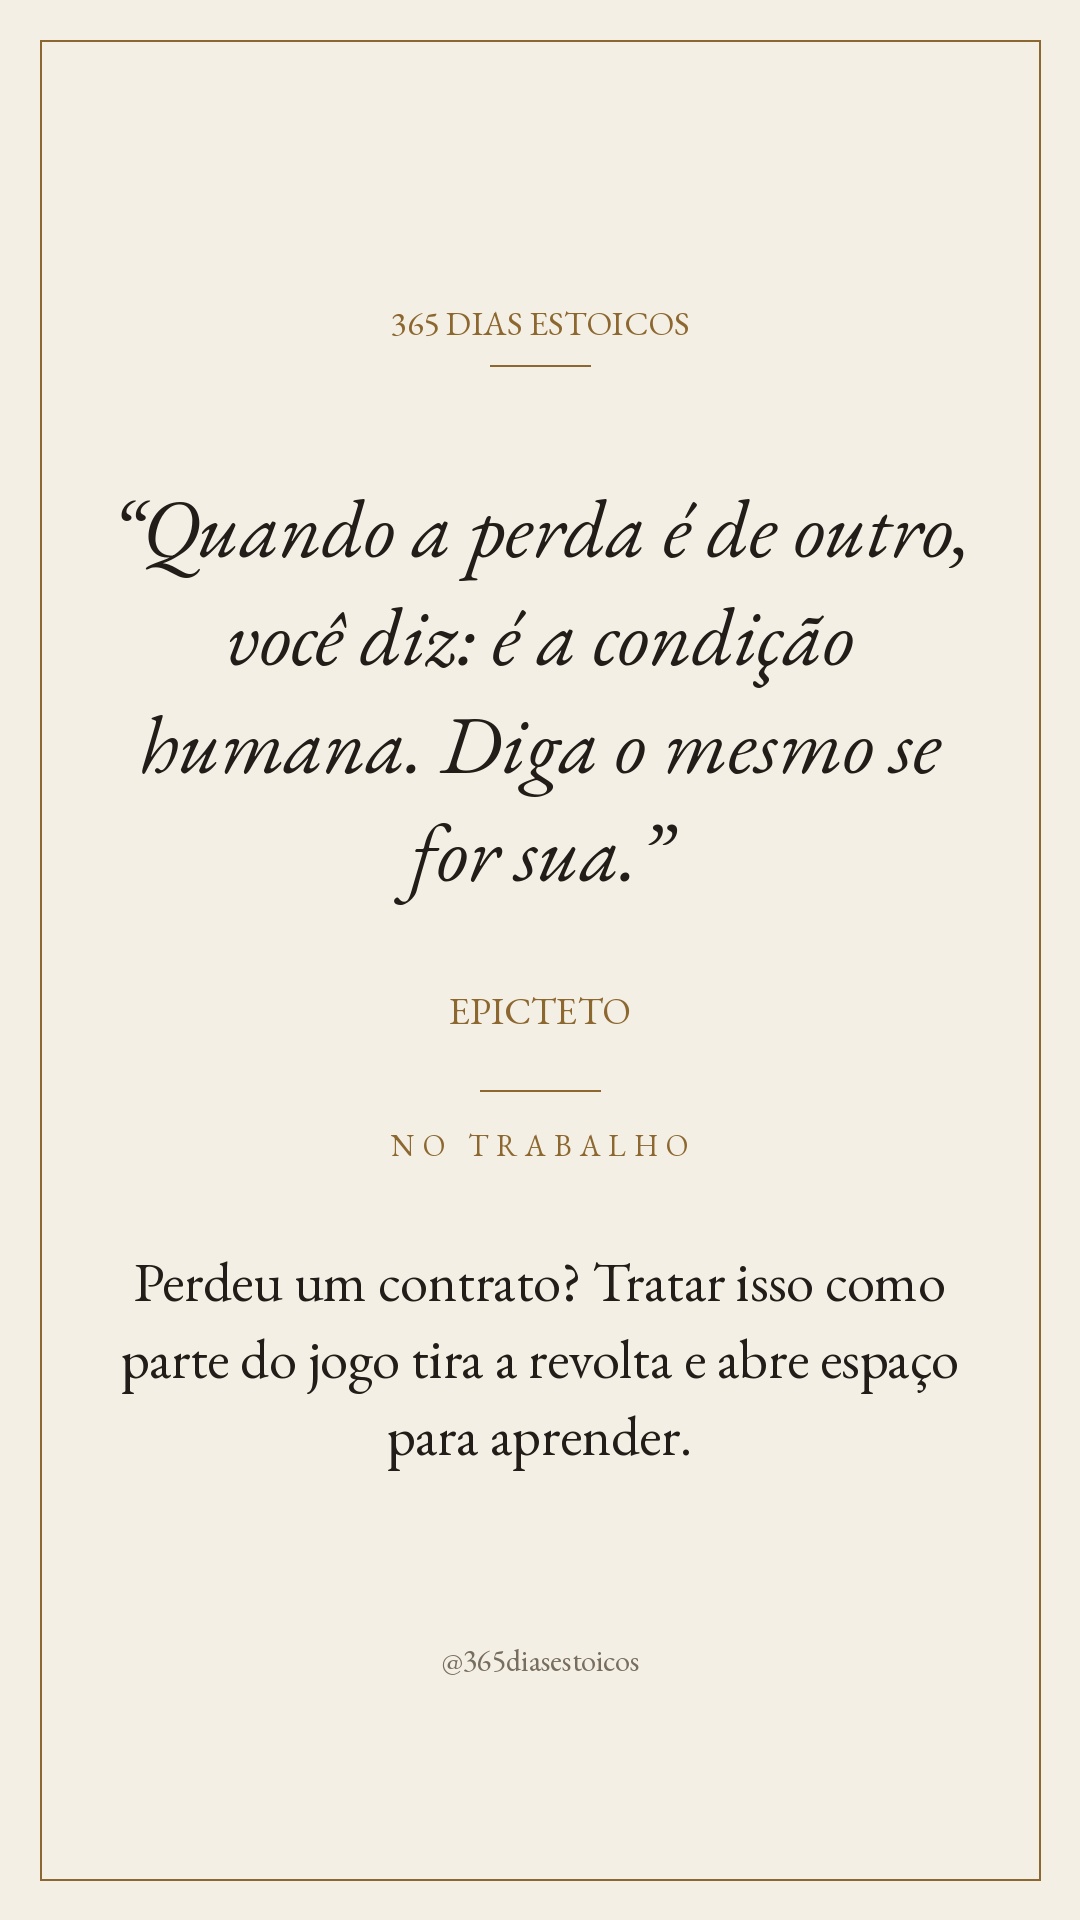 365 DIAS ESTOICOS
“Quando a perda é de outro,
você diz: é a condição
humana. Diga o mesmo se
for sua.”
EPICTETO
NO TRABALHO
Perdeu um contrato? Tratar isso como
parte do jogo tira a revolta e abre espaço
para aprender.
@365diasestoicos